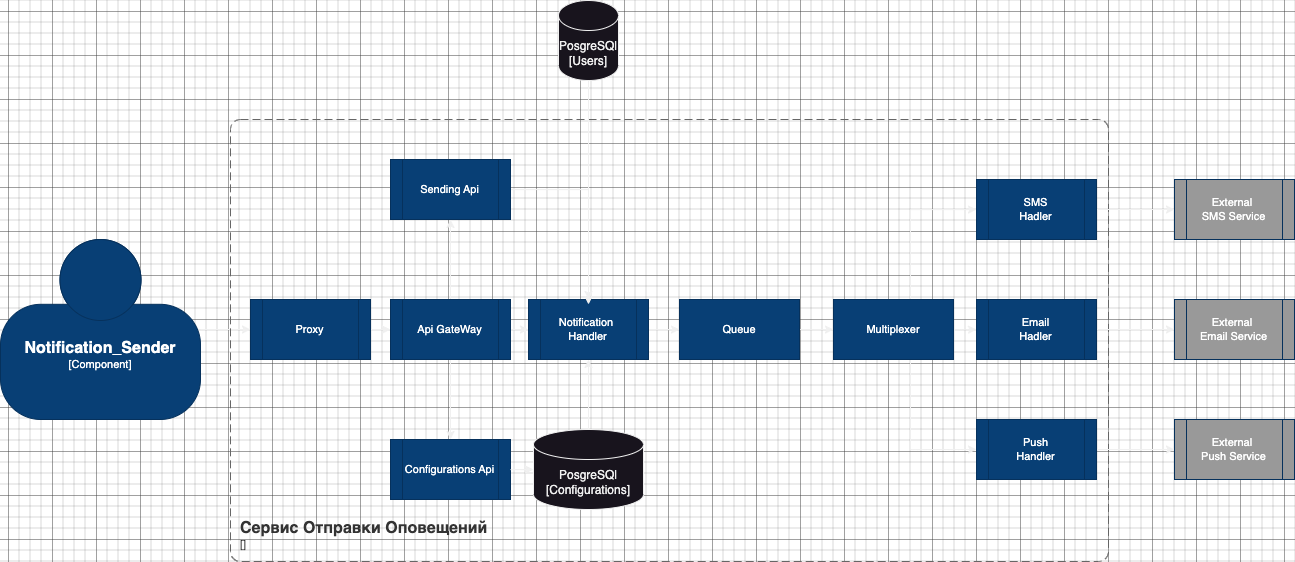 PosgreSQl
[Users]
Sending Api
SMS
Hadler
External
SMS Service
Notification_Sender
[Component]
Proxy
Api GateWay
Notification
Handler
Queue
Multiplexer
Email
Hadler
External
Email Service
Configurations Api
PosgreSQl
[Configurations]
Push
Handler
External
Push Service
Сервис Отправки Оповещений
[]